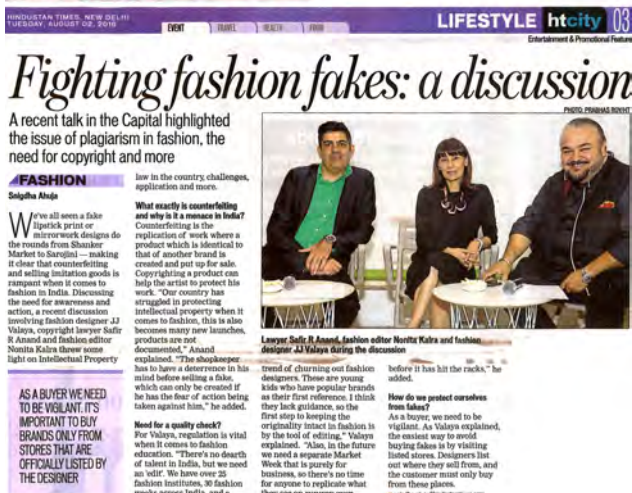 HINDUSTAN TIMES, NEW DELHI
TUESDAY, AUGUST 02, 2016
EVENT
TRAVEL
HEALTH
FOOD
LIFESTYLE htcity 03
Entertainment & Promotional Feature
Fighting fashion fakes: a discussion
PHOTO: PRABHAS ROY/HT
A recent talk in the Capital highlighted
the issue of plagiarism in fashion, the
need for copyright and more
FASHION
Snigdha Ahuja
We've all seen a fake
lipstick print or
mirrorwork designs do
the rounds from Shanker
Market to Sarojini — making
it clear that counterfeiting
and selling imitation goods is
rampant when it comes to
fashion in India. Discussing
the need for awareness and
action, a recent discussion
involving fashion designer JJ
Valaya, copyright lawyer Safir
R Anand and fashion editor
Nonita Kalra threw some
light on Intellectual Property
AS A BUYER WE NEED
TO BE VIGILANT. IT'S
IMPORTANT TO BUY
BRANDS ONLY FROM
STORES THAT ARE
OFFICIALLY LISTED BY
THE DESIGNER
law in the country, challenges,
application and more.
What exactly is counterfeiting
and why is it a menace in India?
Counterfeiting is the
replication of work where a
product which is identical to
that of another brand is
created and put up for sale.
Copyrighting a product can
help the artist to protect his
work. "Our country has
struggled in protecting
intellectual property when it
comes to fashion, this is also
becomes many new launches,
products are not
documented," Anand
explained. "The shopkeeper
has to have a deterrence in his
mind before selling a fake,
which can only be created if
he has the fear of action being
taken against him," he added.
Need for a quality check?
For Valaya, regulation is vital
when it comes to fashion
education. "There's no dearth
of talent in India, but we need
an 'edit'. We have over 25
fashion institutes, 30 fashion
weeks across India, and a
Lawyer Safir R Anand, fashion editor Nonita Kalra and fashion
designer JJ Valaya during the discussion
trend of churning out fashion
designers. These are young
kids who have popular brands
as their first reference. I think
they lack guidance, so the
first step to keeping the
originality intact in fashion is
by the tool of editing," Valaya
explained. "Also, in the future
we need a separate Market
Week that is purely for
business, so there's no time
for anyone to replicate what
before it has hit the racks," he
added.
How do we protect ourselves
from fakes?
As a buyer, we need to be
vigilant. As Valaya explained,
the easiest way to avoid
buying fakes is by visiting
listed stores. Designers list
out where they sell from, and
the customer must only buy
from these places.